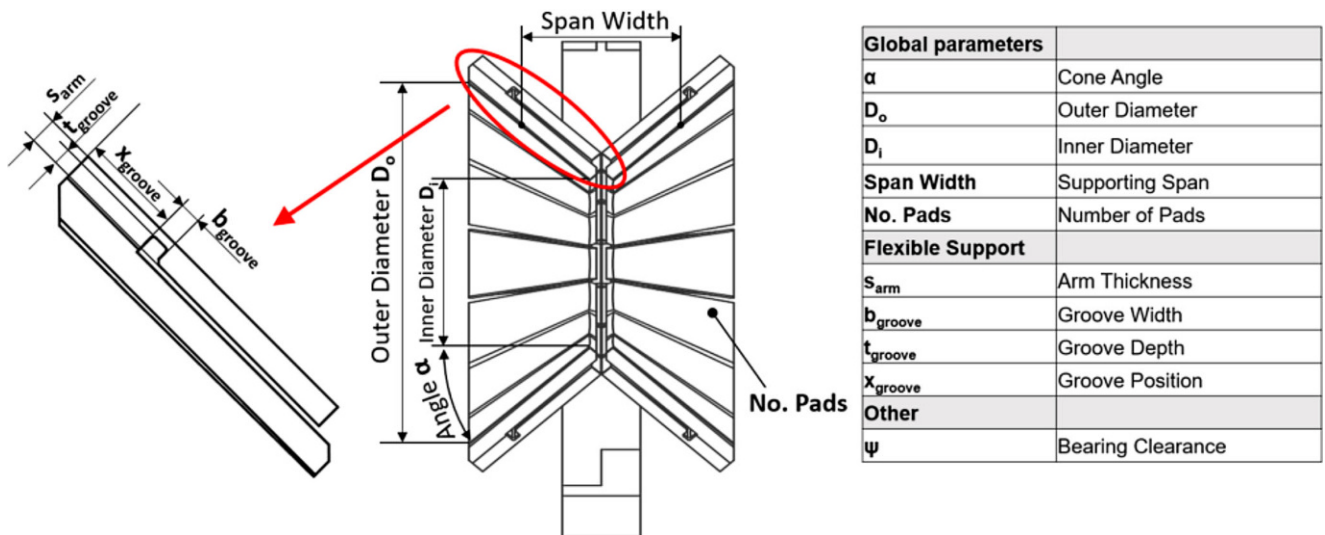 s_arm
t_groove
x_groove
b_groove
Span Width
Outer Diameter D_o
Inner Diameter D_i
Angle α
No. Pads
Global parameters
α Cone Angle
D_o Outer Diameter
D_i Inner Diameter
Span Width Supporting Span
No. Pads Number of Pads
Flexible Support
s_arm Arm Thickness
b_groove Groove Width
t_groove Groove Depth
x_groove Groove Position
Other
ψ Bearing Clearance